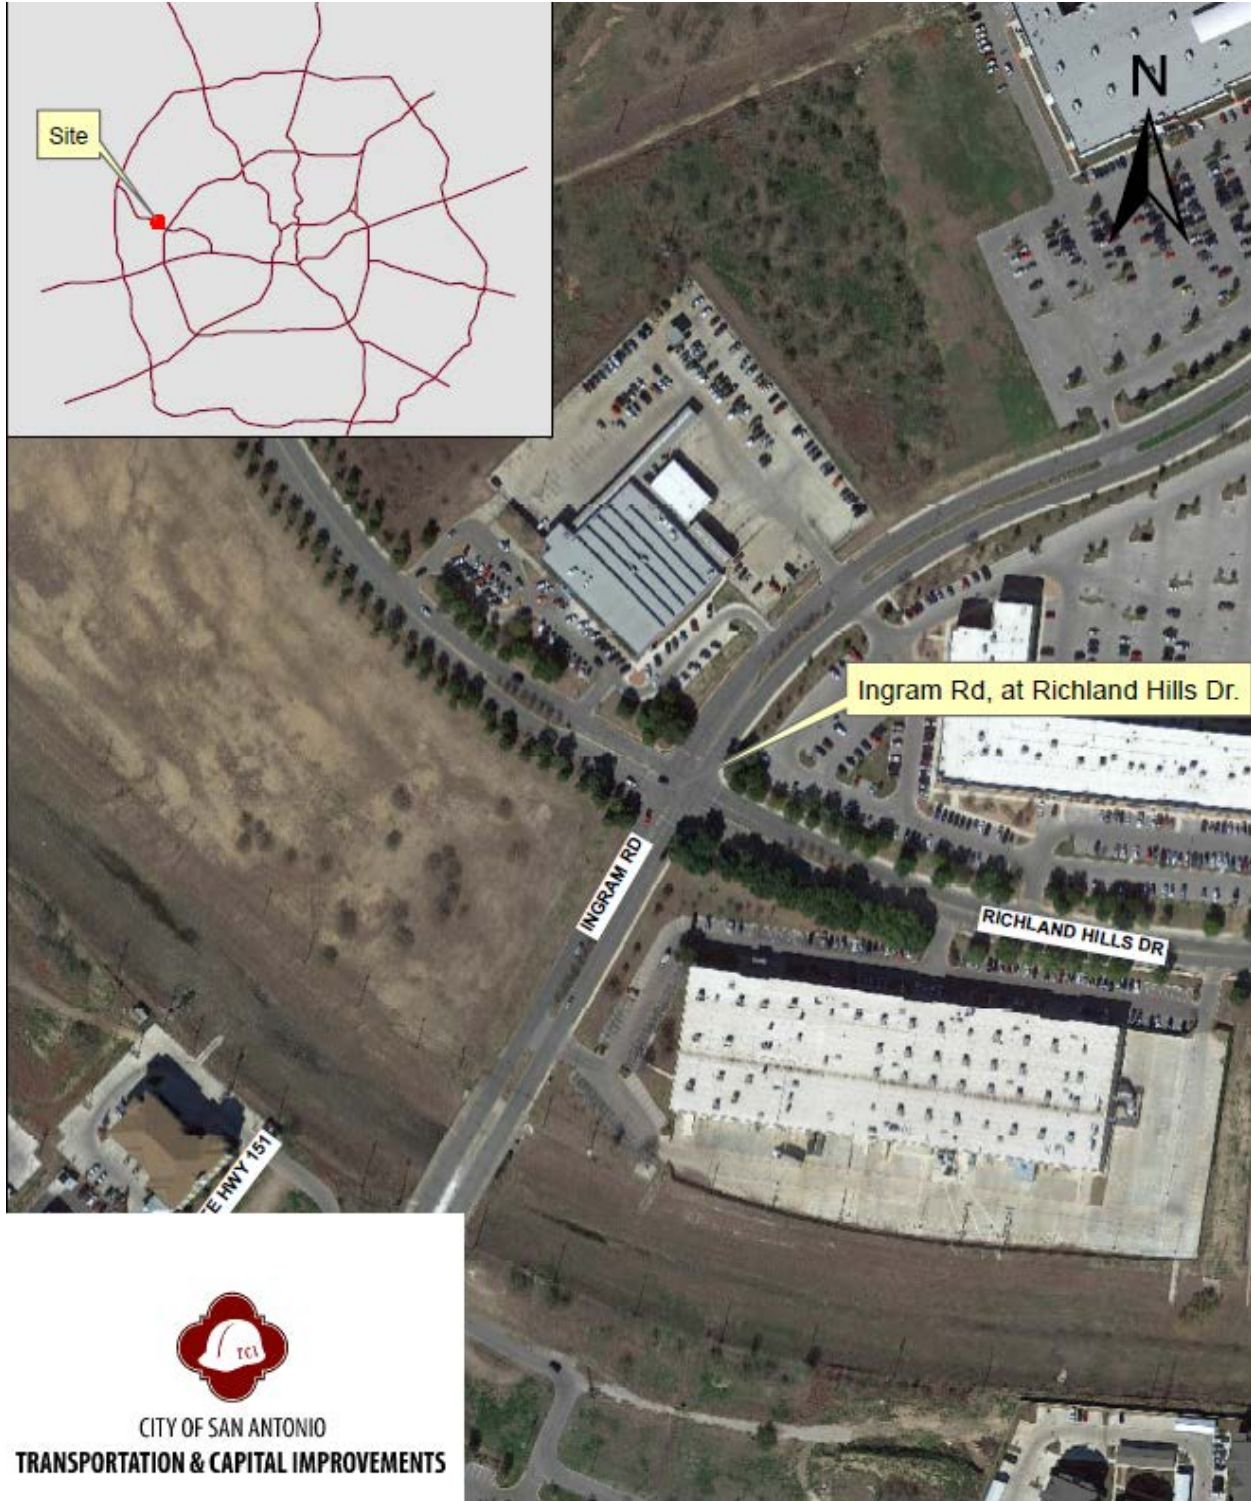 Site
N
Ingram Rd, at Richland Hills Dr.
INGRAM RD
RICHLAND HILLS DR
E HWY 151
TCI
CITY OF SAN ANTONIO
TRANSPORTATION & CAPITAL IMPROVEMENTS